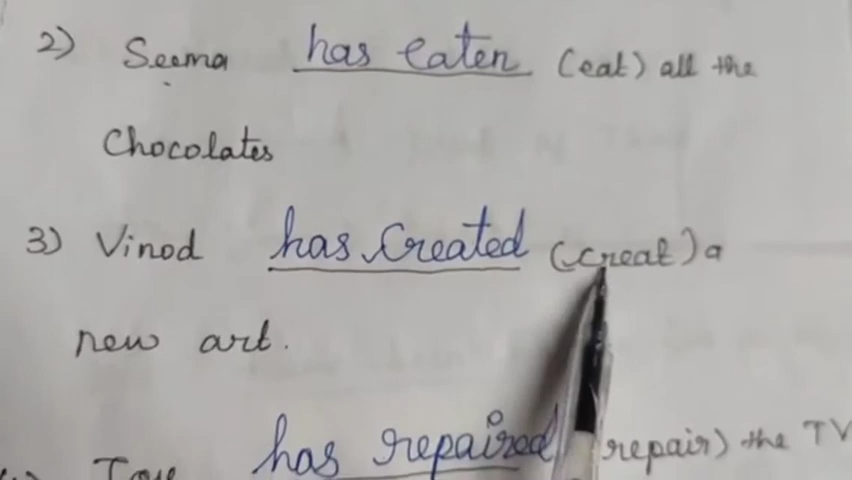 2) Seema has eaten (eat) all the
Chocolates
3) Vinod has created (creat) a
new art.
has repaired (repair) the TV